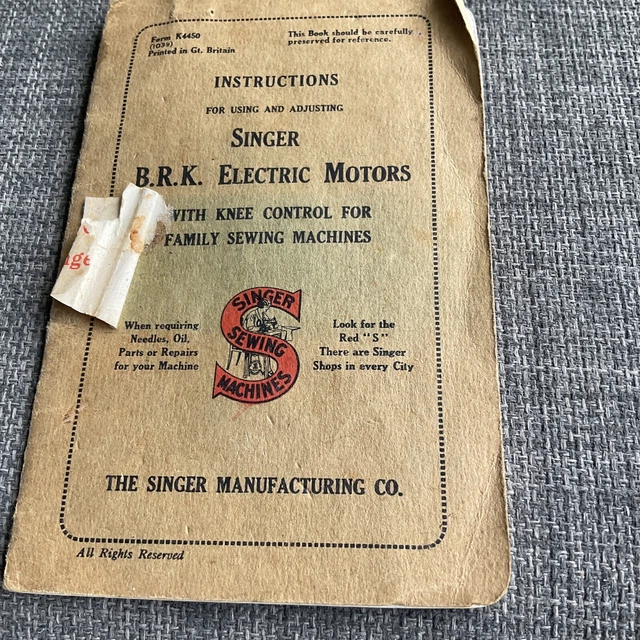 Form K4450
(1039)
Printed in Gt. Britain
This Book should be carefully
preserved for reference.
INSTRUCTIONS
FOR USING AND ADJUSTING
SINGER
B.R.K. ELECTRIC MOTORS
WITH KNEE CONTROL FOR
FAMILY SEWING MACHINES
SINGER
SEWING
MACHINES
When requiring
Needles, Oil,
Parts or Repairs
for your Machine
Look for the
Red "S"
There are Singer
Shops in every City
THE SINGER MANUFACTURING CO.
All Rights Reserved